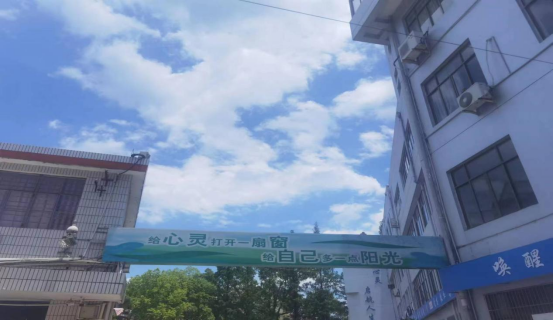 给心灵打开一扇窗
给自己多一点阳光
唤醒